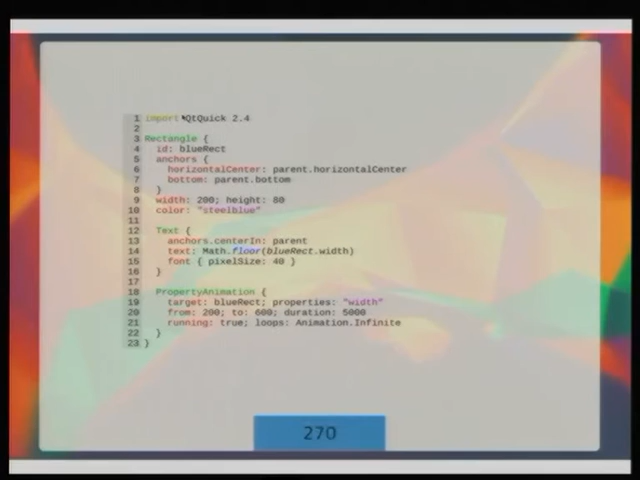 1 import QtQuick 2.4
2
3 Rectangle {
4 id: blueRect
5 anchors {
6 horizontalCenter: parent.horizontalCenter
7 bottom: parent.bottom
8 }
9 width: 200; height: 80
10 color: "steelblue"
11
12 Text {
13 anchors.centerIn: parent
14 text: Math.floor(blueRect.width)
15 font { pixelSize: 40 }
16 }
17
18 PropertyAnimation {
19 target: blueRect; properties: "width"
20 from: 200; to: 600; duration: 5000
21 running: true; loops: Animation.Infinite
22 }
23 }
270